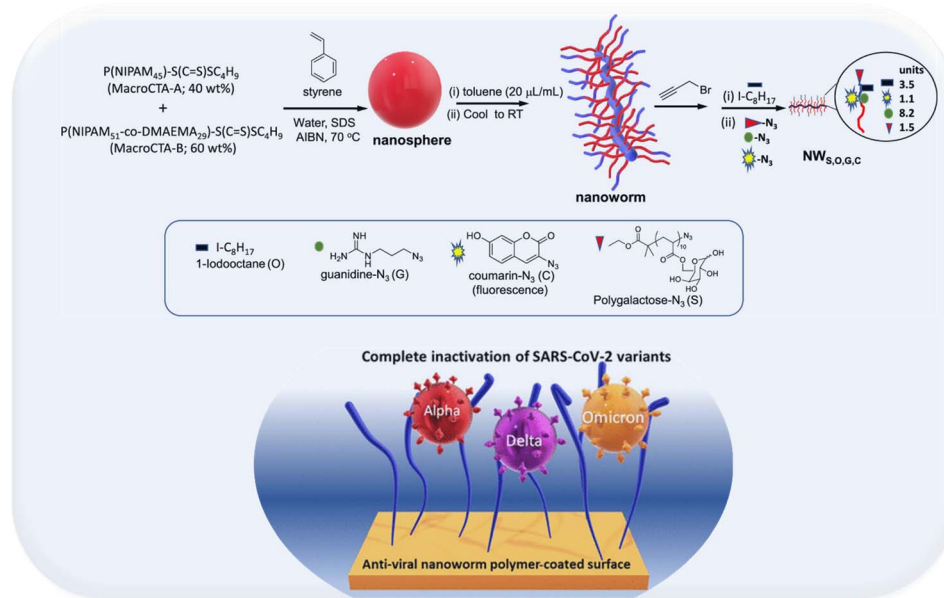 P(NIPAM₄₅)-S(C=S)SC₄H₉
(MacroCTA-A; 40 wt%)
+
P(NIPAM₅₁-co-DMAEMA₂₉)-S(C=S)SC₄H₉
(MacroCTA-B; 60 wt%)
styrene
Water, SDS
AIBN, 70 ºC
nanosphere
(i) toluene (20 µL/mL)
(ii) Cool to RT
nanoworm
Br
(i) I-C₈H₁₇
(ii) -N₃
-N₃
-N₃
NW_S,O,G,C
units
3.5
1.1
8.2
1.5
I-C₈H₁₇
1-Iodooctane (O)
NH
H₂N N H N₃
guanidine-N₃ (G)
HO O O N₃
coumarin-N₃ (C)
(fluorescence)
O O N₃ 10 O O O OH OH HO HO
Polygalactose-N₃ (S)
Complete inactivation of SARS-CoV-2 variants
Alpha
Delta
Omicron
Anti-viral nanoworm polymer-coated surface